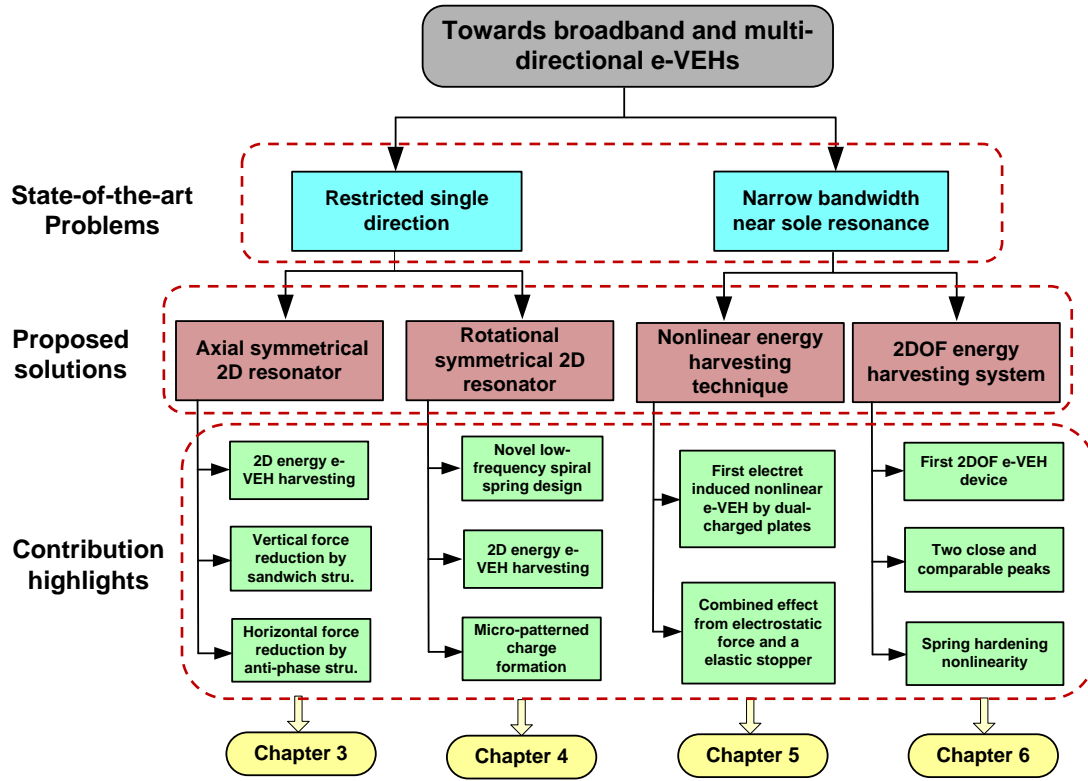 Towards broadband and multi-
directional e-VEHs
State-of-the-art
Problems
Restricted single
direction
Narrow bandwidth
near sole resonance
Proposed
solutions
Axial symmetrical
2D resonator
Rotational
symmetrical 2D
resonator
Nonlinear energy
harvesting
technique
2DOF energy
harvesting system
Contribution
highlights
2D energy e-
VEH harvesting
Vertical force
reduction by
sandwich stru.
Horizontal force
reduction by
anti-phase stru.
Novel low-
frequency spiral
spring design
2D energy e-
VEH harvesting
Micro-patterned
charge
formation
First electret
induced nonlinear
e-VEH by dual-
charged plates
Combined effect
from electrostatic
force and a
elastic stopper
First 2DOF e-VEH
device
Two close and
comparable peaks
Spring hardening
nonlinearity
Chapter 3
Chapter 4
Chapter 5
Chapter 6